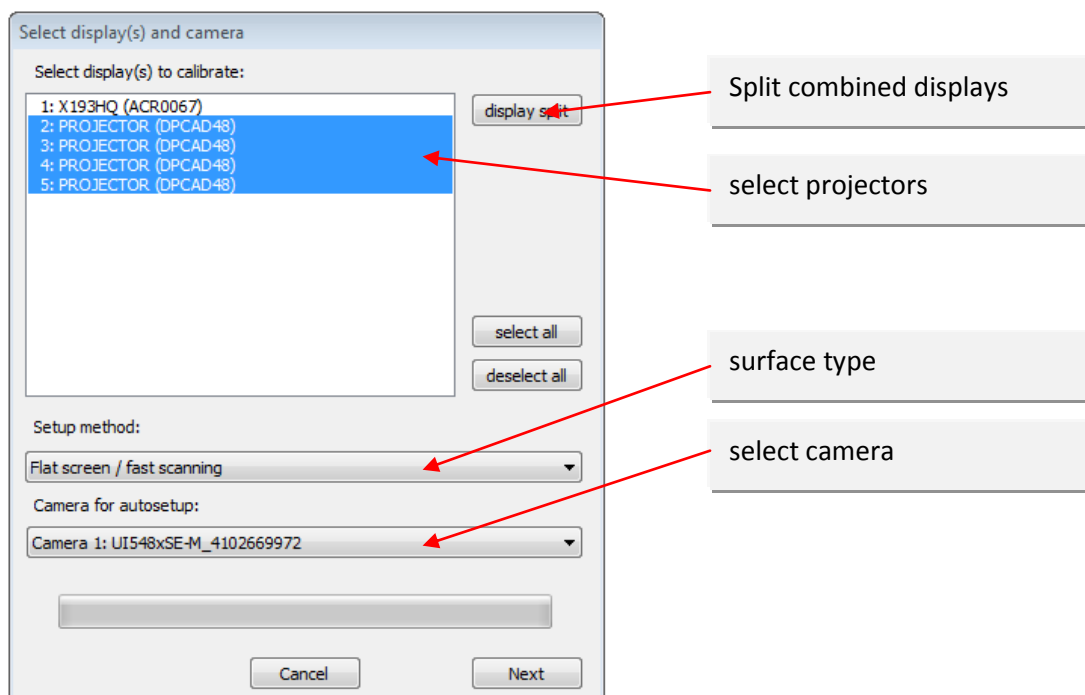 Select display(s) and camera
Select display(s) to calibrate:
1: X193HQ (ACR0067)
2: PROJECTOR (DPCAD48)
3: PROJECTOR (DPCAD48)
4: PROJECTOR (DPCAD48)
5: PROJECTOR (DPCAD48)
display split
Split combined displays
select projectors
select all
deselect all
surface type
Setup method:
Flat screen / fast scanning
select camera
Camera for autosetup:
Camera 1: UI548xSE-M_4102669972
Cancel
Next